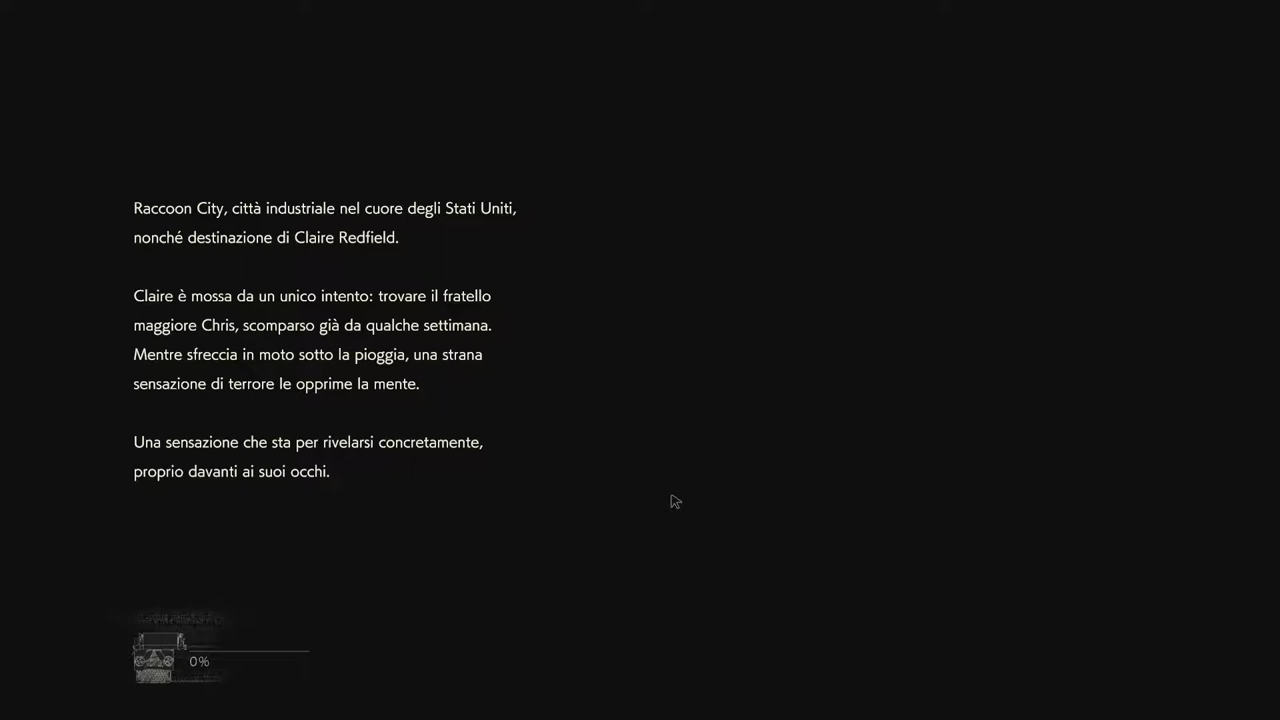 Raccoon City, città industriale nel cuore degli Stati Uniti,
nonché destinazione di Claire Redfield.
Claire è mossa da un unico intento: trovare il fratello
maggiore Chris, scomparso già da qualche settimana.
Mentre sfreccia in moto sotto la pioggia, una strana
sensazione di terrore le opprime la mente.
Una sensazione che sta per rivelarsi concretamente,
proprio davanti ai suoi occhi.
0%